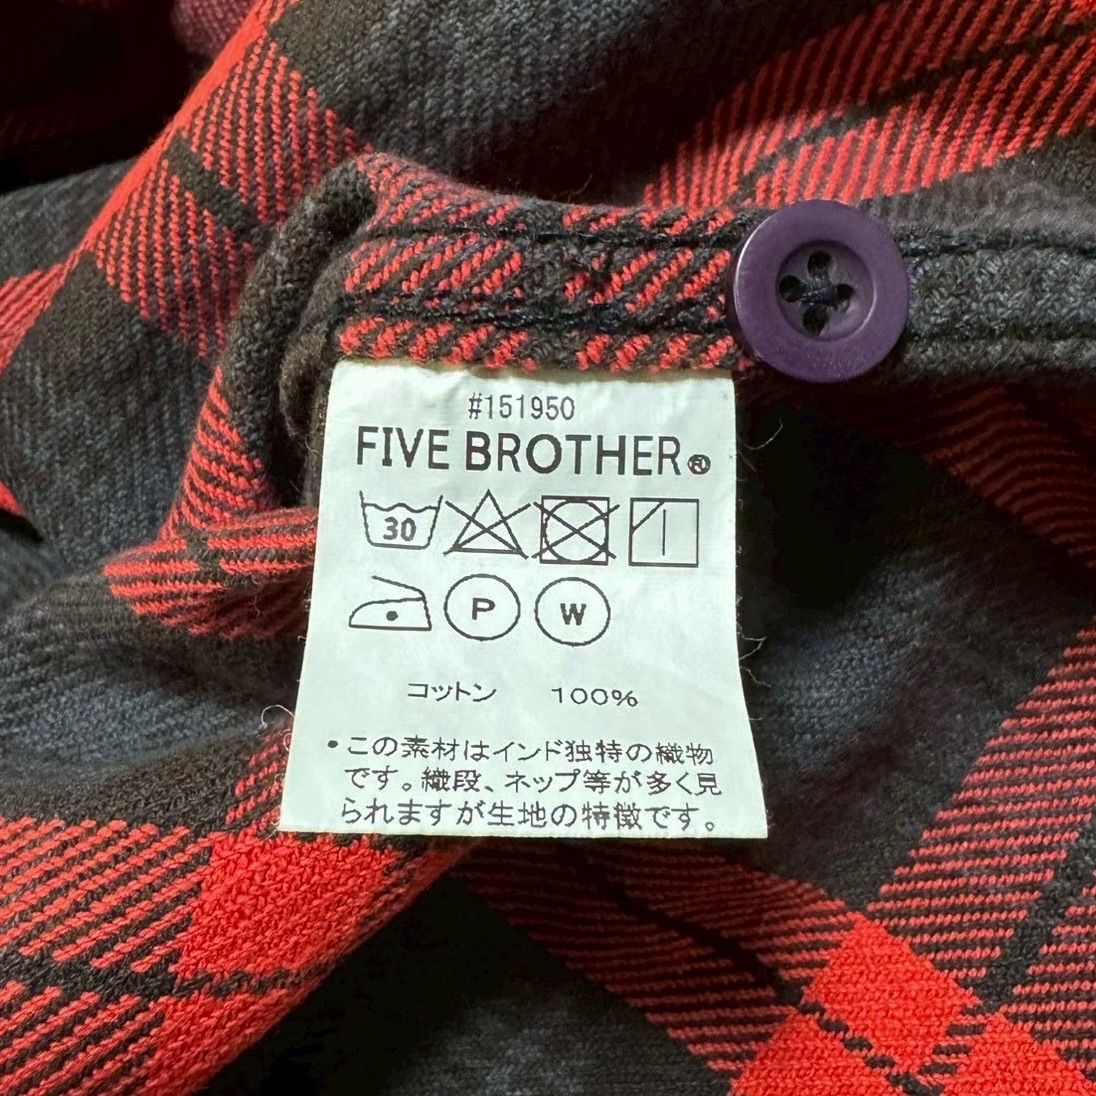 #151950
FIVE BROTHER®
30
P W
コットン 100%
•この素材はインド独特の織物
です。織段、ネップ等が多く見
られますが生地の特徴です。